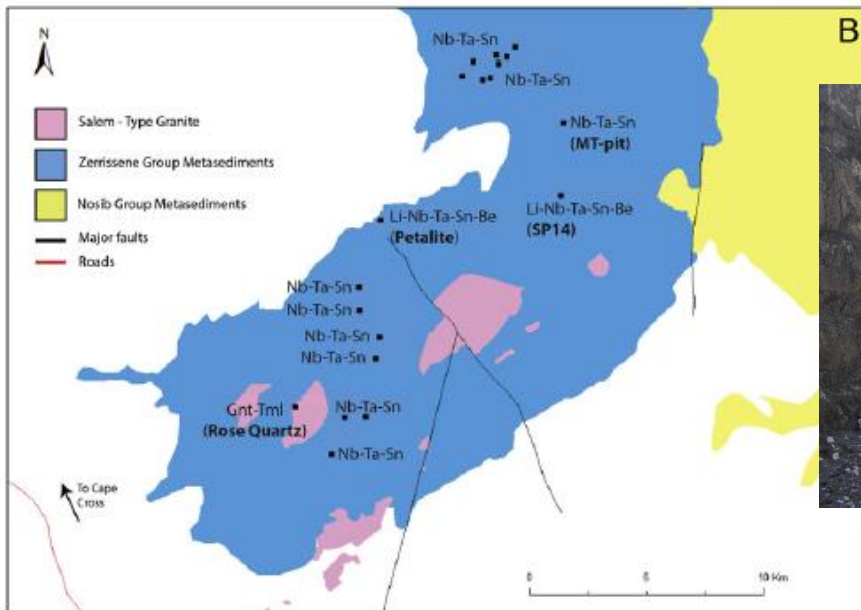 B
N
Salem - Type Granite
Zerrissene Group Metasediments
Nosib Group Metasediments
Major faults
Roads
Nb-Ta-Sn
Nb-Ta-Sn
Nb-Ta-Sn
(MT-pit)
Li-Nb-Ta-Sn-Be
(Petalite)
Li-Nb-Ta-Sn-Be
(SP14)
Nb-Ta-Sn
Nb-Ta-Sn
Nb-Ta-Sn
Nb-Ta-Sn
Gnt-Tml
(Rose Quartz)
Nb-Ta-Sn
Nb-Ta-Sn
To Cape
Cross
0 5 10 Km